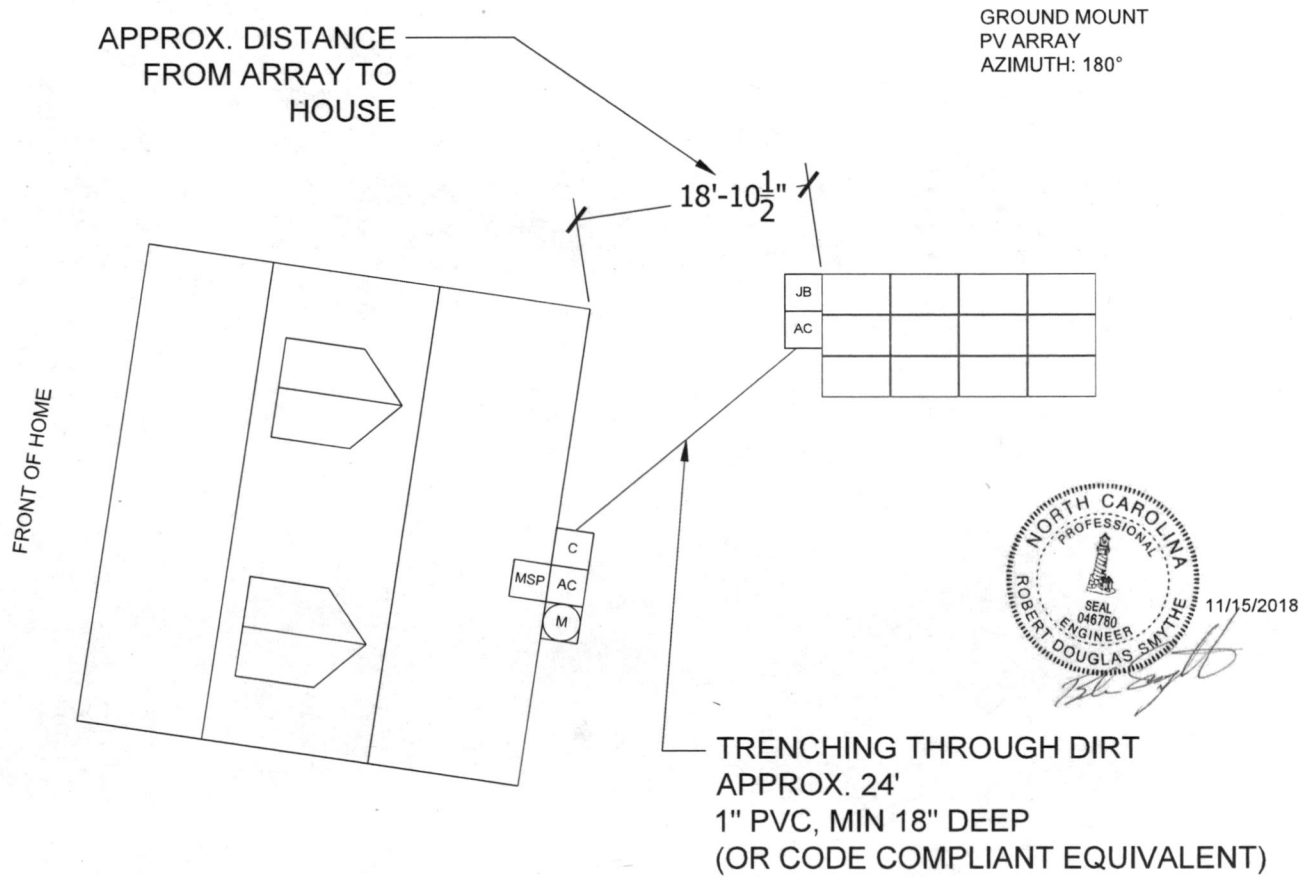 APPROX. DISTANCE
FROM ARRAY TO
HOUSE
GROUND MOUNT
PV ARRAY
AZIMUTH: 180°
18'-10 1/2"
JB
AC
FRONT OF HOME
C
MSP
AC
M
NORTH CAROLINA
PROFESSIONAL
SEAL
046780
ENGINEER
ROBERT DOUGLAS SMYTHE
11/15/2018
TRENCHING THROUGH DIRT
APPROX. 24'
1" PVC, MIN 18" DEEP
(OR CODE COMPLIANT EQUIVALENT)